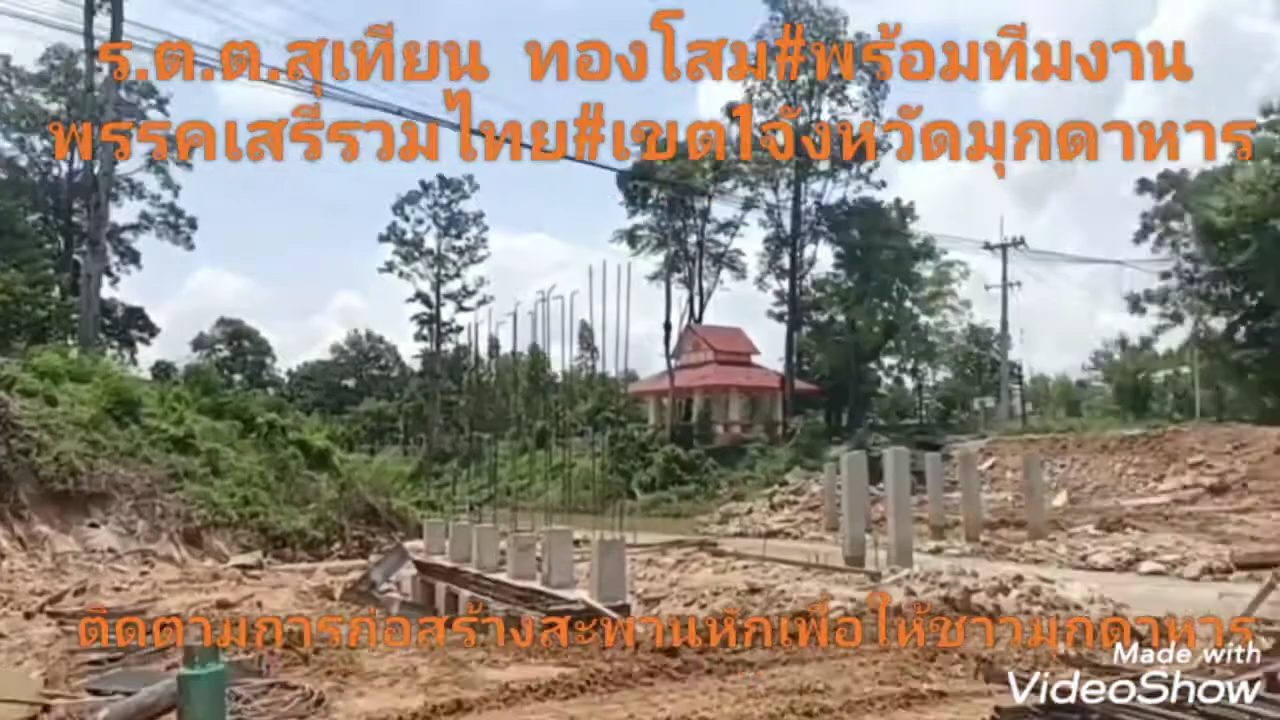 ร.ต.ต.สุเทียน ทองโสม#พร้อมทีมงาน
พรรคเสรีรวมไทย#เขต1จังหวัดมุกดาหาร
ติดตามการก่อสร้างสะพานหักเพื่อให้ชาวมุกดาหาร
Made with
VideoShow